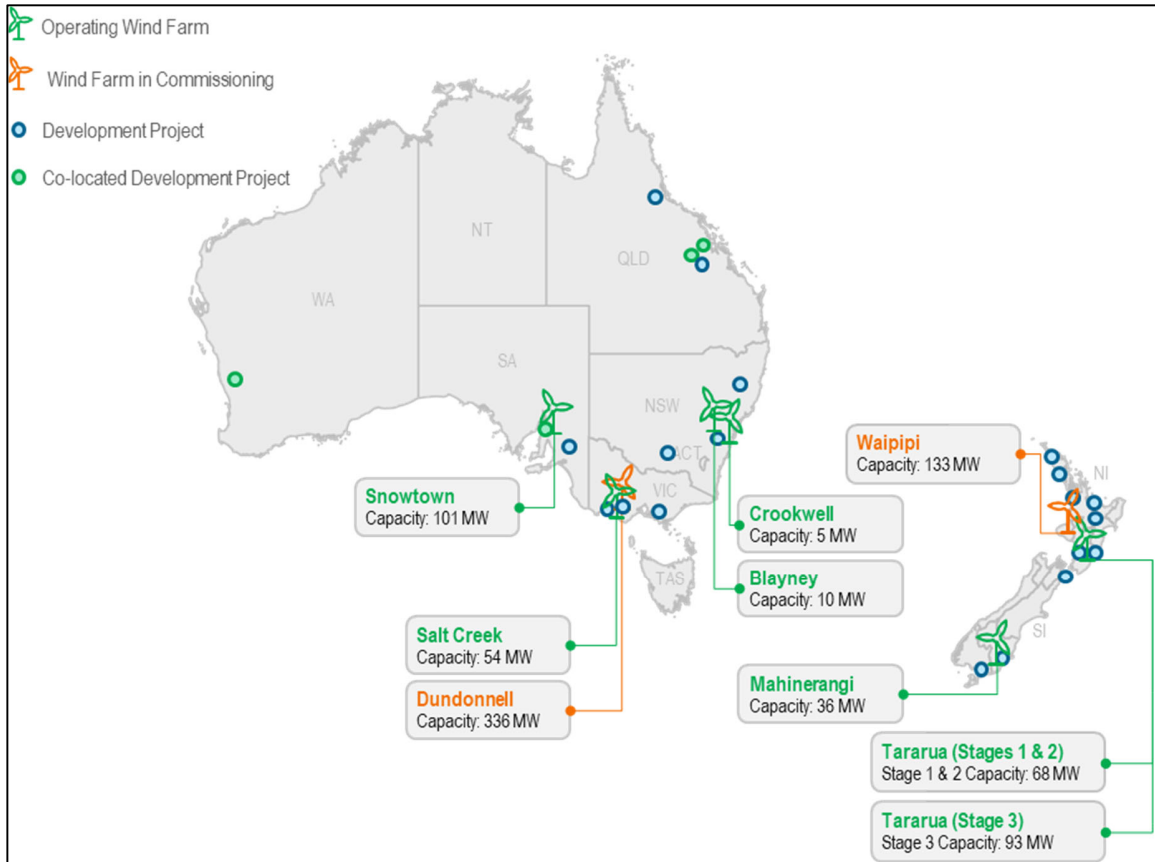 Operating Wind Farm
Wind Farm in Commissioning
Development Project
Co-located Development Project
NT
QLD
WA
SA
NSW
ACT
VIC
TAS
NI
SI
Waipipi
Capacity: 133 MW
Snowtown
Capacity: 101 MW
Crookwell
Capacity: 5 MW
Blayney
Capacity: 10 MW
Salt Creek
Capacity: 54 MW
Dundonnell
Capacity: 336 MW
Mahinerangi
Capacity: 36 MW
Tararua (Stages 1 & 2)
Stage 1 & 2 Capacity: 68 MW
Tararua (Stage 3)
Stage 3 Capacity: 93 MW